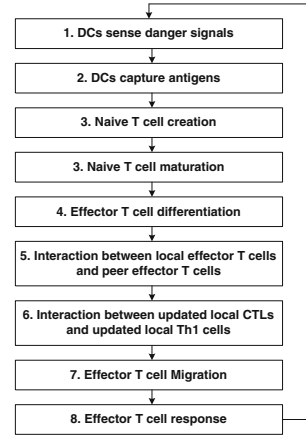 1. DCs sense danger signals
2. DCs capture antigens
3. Naive T cell creation
3. Naive T cell maturation
4. Effector T cell differentiation
5. Interaction between local effector T cells
and peer effector T cells
6. Interaction between updated local CTLs
and updated local Th1 cells
7. Effector T cell Migration
8. Effector T cell response